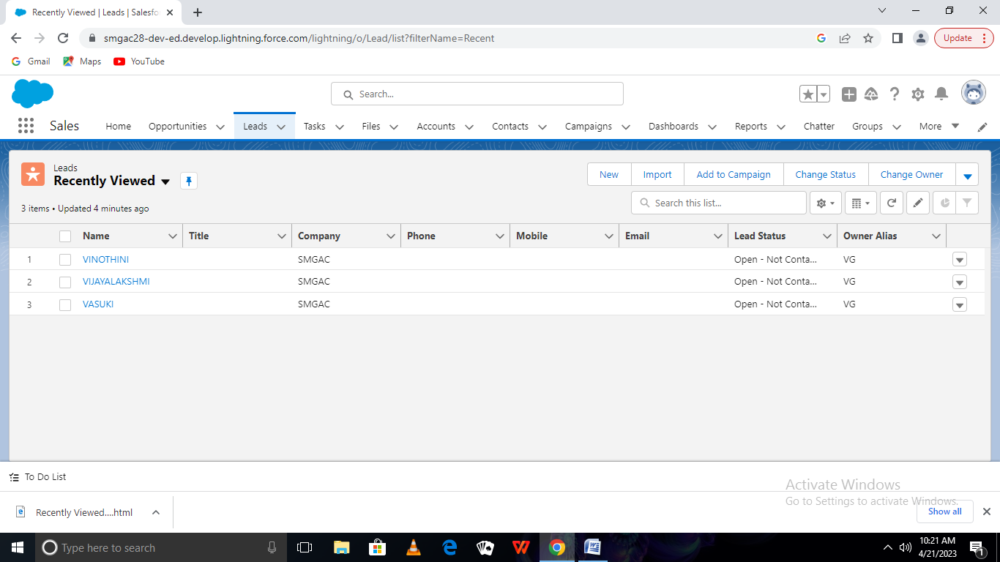 Recently Viewed | Leads | Salesfo
smgac28-dev-ed.develop.lightning.force.com/lightning/o/Lead/list?filterName=Recent
Update
Gmail Maps YouTube
Search...
Sales Home Opportunities Leads Tasks Files Accounts Contacts Campaigns Dashboards Reports Chatter Groups More
Leads
Recently Viewed
New Import Add to Campaign Change Status Change Owner
3 items • Updated 4 minutes ago
Search this list...
Name Title Company Phone Mobile Email Lead Status Owner Alias
1 VINOTHINI SMGAC Open - Not Conta... VG
2 VIJAYALAKSHMI SMGAC Open - Not Conta... VG
3 VASUKI SMGAC Open - Not Conta... VG
To Do List
Activate Windows
Go to Settings to activate Windows.
Recently Viewed....html
Show all
Type here to search
10:21 AM
4/21/2023
1